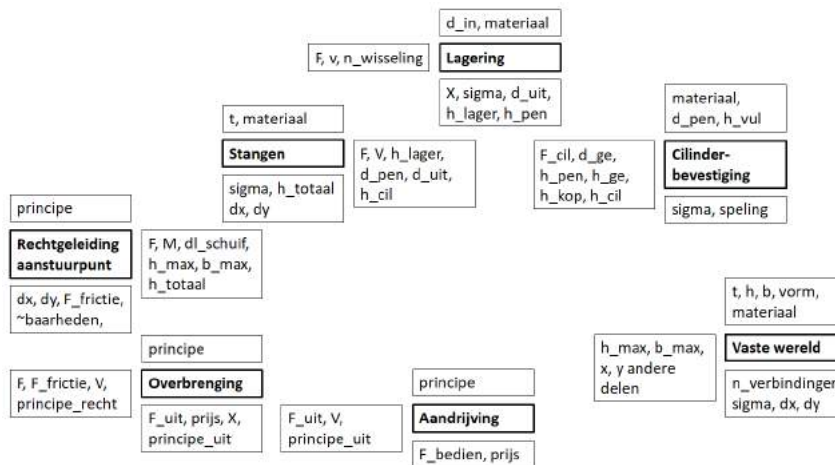 d_in, materiaal
F, v, n_wisseling
Lagering
X, sigma, d_uit,
h_lager, h_pen
materiaal,
d_pen, h_vul
t, materiaal
Stangen
F, V, h_lager,
d_pen, d_uit,
h_cil
F_cil, d_ge,
h_pen, h_ge,
h_kop, h_cil
Cilinder-
bevestiging
sigma, h_totaal
dx, dy
sigma, speling
principe
Rechtgeleiding
aanstuurpunt
F, M, dl_schuif,
h_max, b_max,
h_totaal
dx, dy, F_frictie,
~baarheden,
t, h, b, vorm,
materiaal
h_max, b_max,
x, y andere
delen
Vaste wereld
n_verbindingen
sigma, dx, dy
principe
F, F_frictie, V,
principe_recht
Overbrenging
F_uit, prijs, X,
principe_uit
principe
F_uit, V,
principe_uit
Aandrijving
F_bedien, prijs